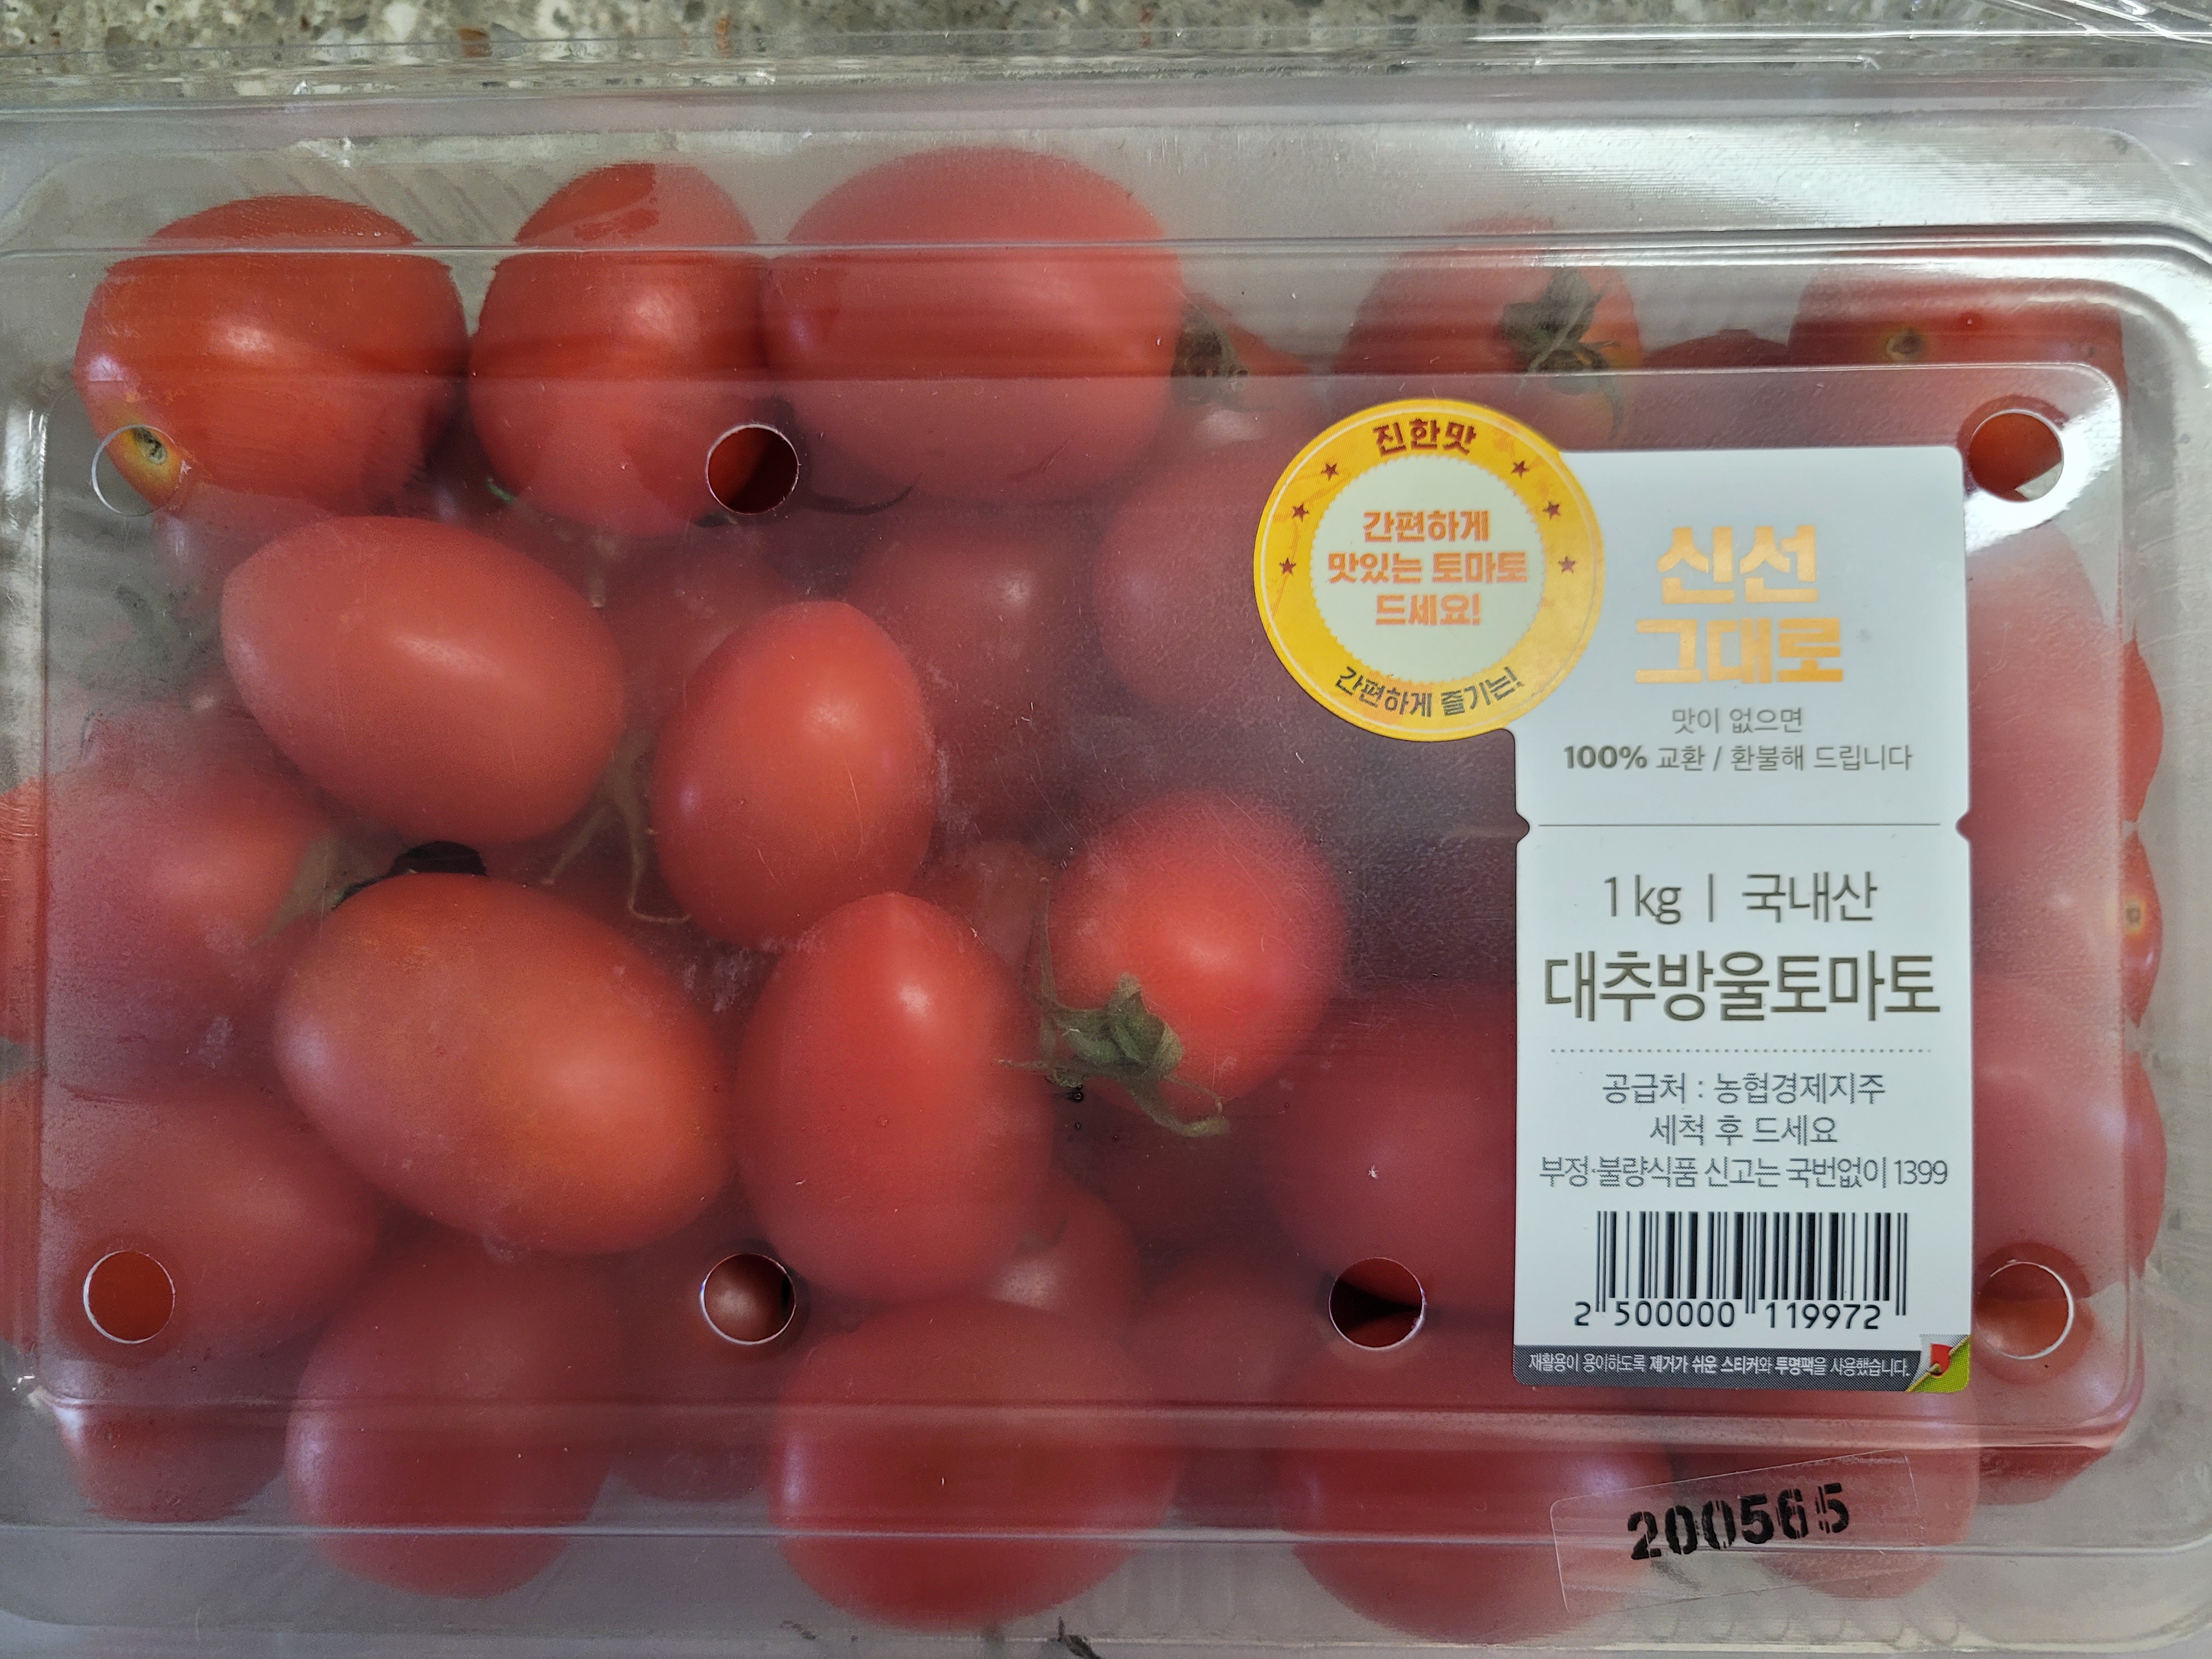 진한맛
간편하게
맛있는 토마토
드세요!
간편하게 즐기는!
신선
그대로
맛이 없으면
100% 교환 / 환불해 드립니다
1kg | 국내산
대추방울토마토
공급처 : 농협경제지주
세척 후 드세요
부정·불량식품 신고는 국번없이 1399
2 500000 119972
재활용이 용이하도록 제거가 쉬운 스티커와 투명팩을 사용했습니다.
200565